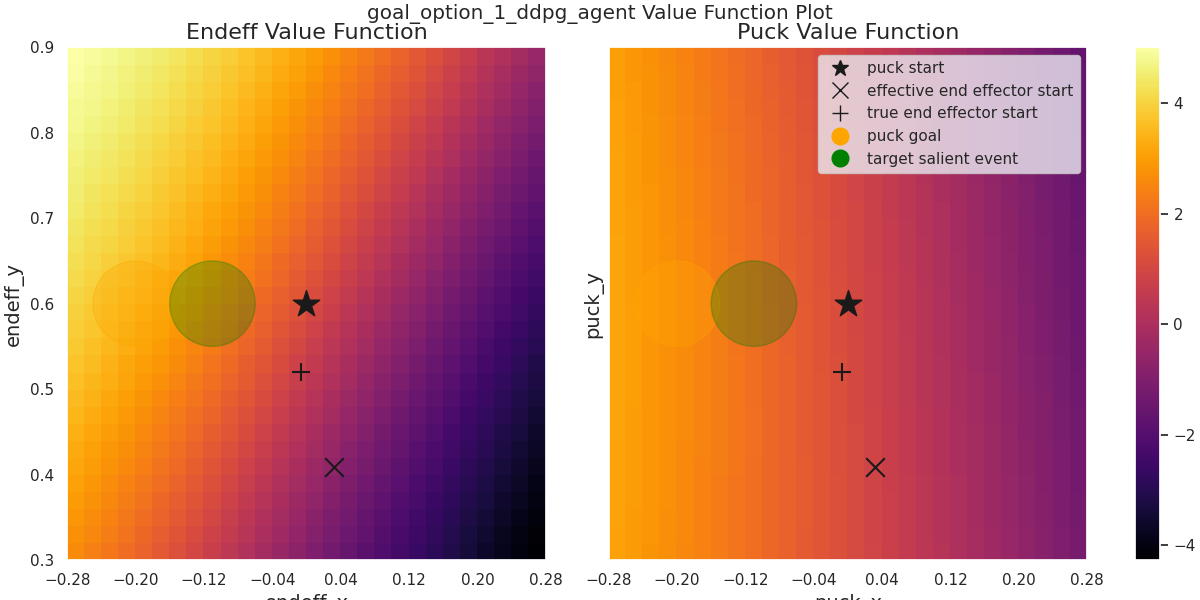 goal_option_1_ddpg_agent Value Function Plot
Endeff Value Function
Puck Value Function
0.9
0.8
0.7
0.6
0.5
0.4
0.3
endeff_y
−0.28 −0.20 −0.12 −0.04 0.04 0.12 0.20 0.28
endeff_x
puck_y
puck start
effective end effector start
true end effector start
puck goal
target salient event
−0.28 −0.20 −0.12 −0.04 0.04 0.12 0.20 0.28
puck_x
4
2
0
−2
−4